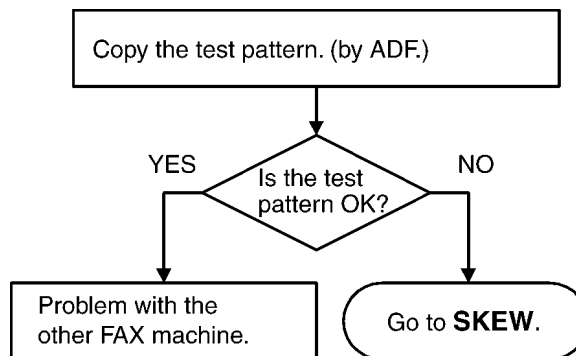 Copy the test pattern. (by ADF.)
YES
NO
Is the test
pattern OK?
Problem with the
other FAX machine.
Go to SKEW.